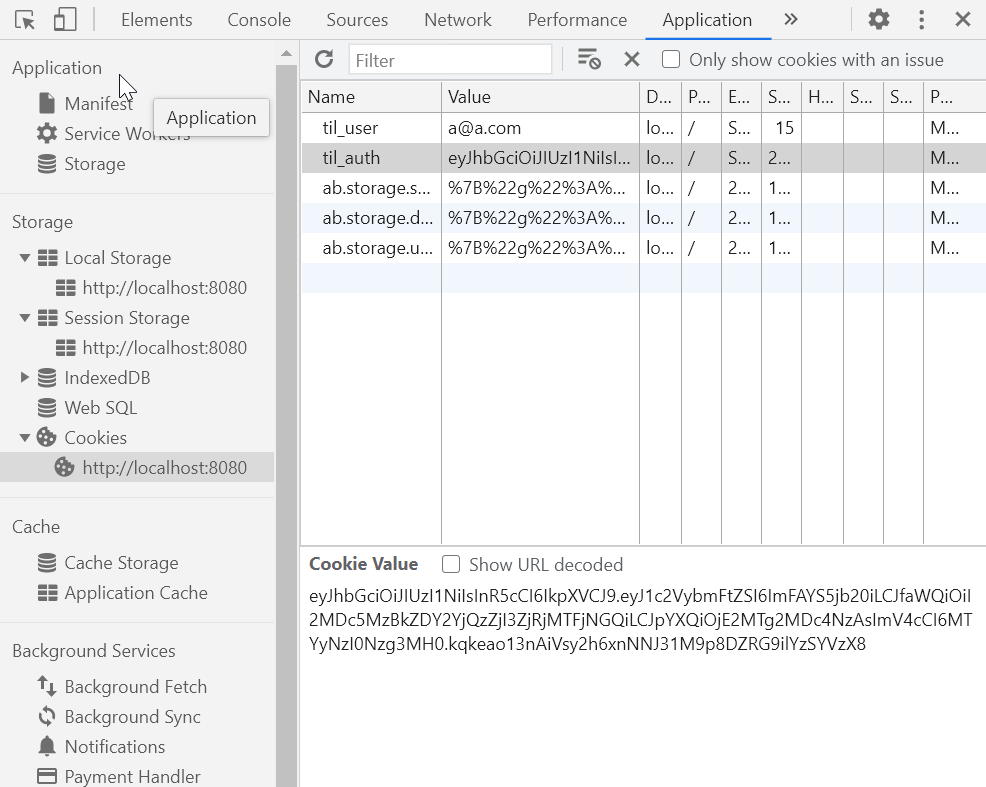 Elements Console Sources Network Performance Application »
Application
Manifest
Service Workers
Storage
Application
Storage
Local Storage
http://localhost:8080
Session Storage
http://localhost:8080
IndexedDB
Web SQL
Cookies
http://localhost:8080
Cache
Cache Storage
Application Cache
Background Services
Background Fetch
Background Sync
Notifications
Payment Handler
Filter Only show cookies with an issue
Name Value D... P... E... S... H... S... S... P...
til_user a@a.com lo... / S... 15 M...
til_auth eyJhbGciOiJIUzI1NiIsI... lo... / S... 2... M...
ab.storage.s... %7B%22g%22%3A%... lo... / 2... 1... M...
ab.storage.d... %7B%22g%22%3A%... lo... / 2... 1... M...
ab.storage.u... %7B%22g%22%3A%... lo... / 2... 1... M...
Cookie Value Show URL decoded
eyJhbGciOiJIUzI1NiIsInR5cCI6IkpXVCJ9.eyJ1c2VybmFtZSI6ImFAYS5jb20iLCJfaWQiOiI
2MDc5MzBkZDY2YjQzZjI3ZjRjMTFjNGQiLCJpYXQiOjE2MTg2MDc4NzAsImV4cCI6MT
YyNzI0Nzg3MH0.kqkeao13nAiVsy2h6xnNNJ31M9p8DZRG9ilYzSYVzX8